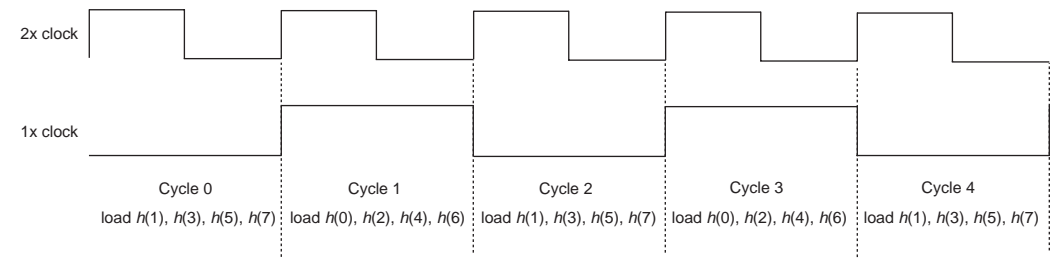 2x clock
1x clock
Cycle 0 Cycle 1 Cycle 2 Cycle 3 Cycle 4
load h(1), h(3), h(5), h(7) load h(0), h(2), h(4), h(6) load h(1), h(3), h(5), h(7) load h(0), h(2), h(4), h(6) load h(1), h(3), h(5), h(7)